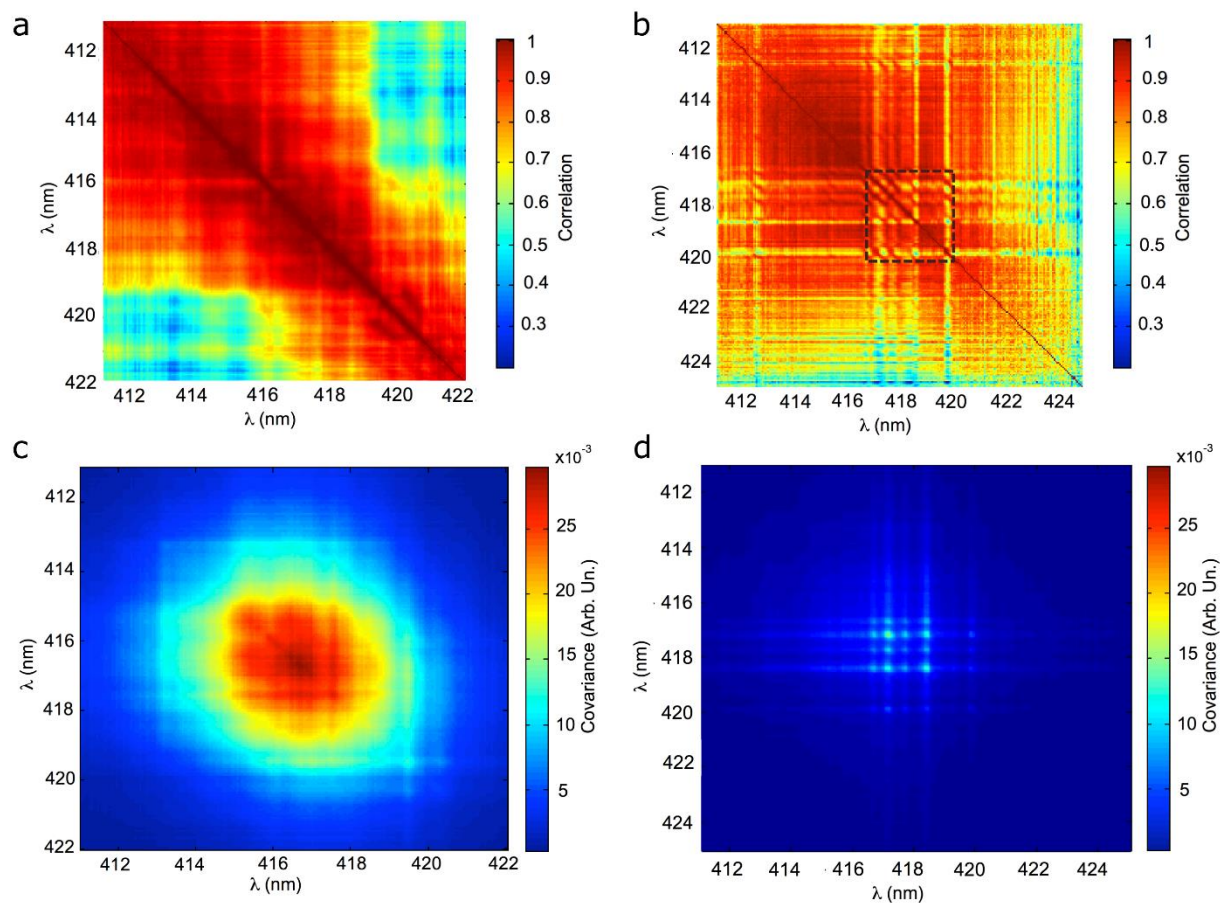 a
412
414
416
418
420
422
412 414 416 418 420 422
λ (nm)
λ (nm)
1
0.9
0.8
0.7
0.6
0.5
0.4
0.3
Correlation
b
412
414
416
418
420
422
424
412 414 416 418 420 422 424
λ (nm)
λ (nm)
1
0.9
0.8
0.7
0.6
0.5
0.4
0.3
Correlation
c
412
414
416
418
420
422
412 414 416 418 420 422
λ (nm)
λ (nm)
x10⁻³
25
20
15
10
5
Covariance (Arb. Un.)
d
412
414
416
418
420
422
424
412 414 416 418 420 422 424
λ (nm)
λ (nm)
x10⁻³
25
20
15
10
5
Covariance (Arb. Un.)